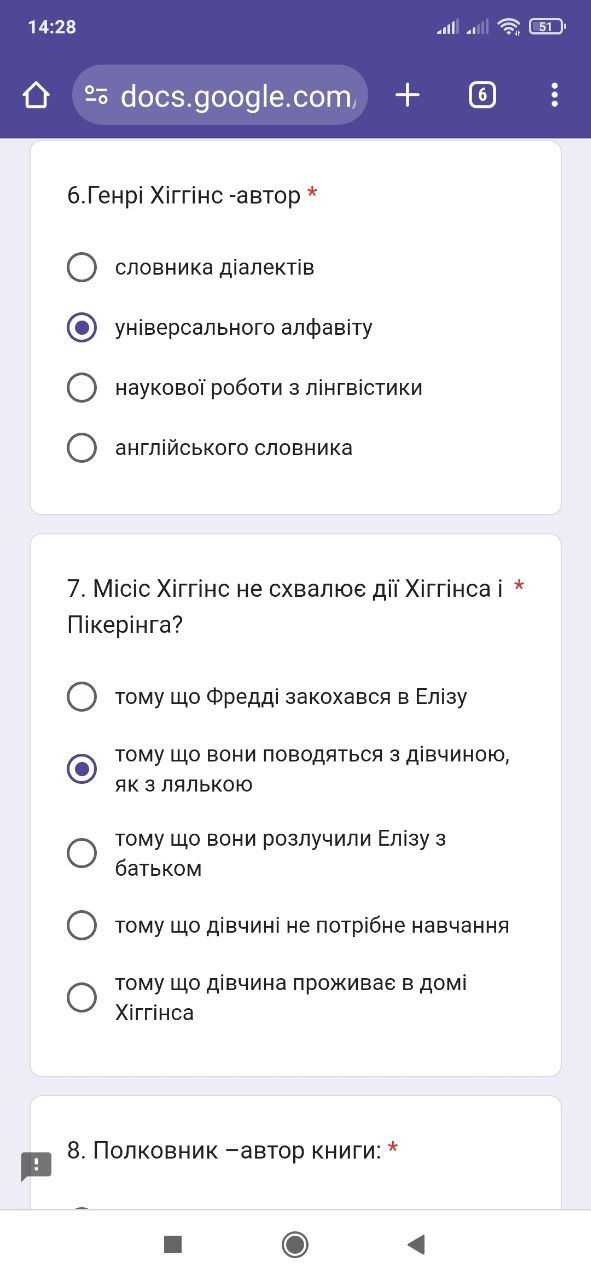 14:28
51
docs.google.com/
6
6.Генрі Хіггінс -автор *
словника діалектів
універсального алфавіту
наукової роботи з лінгвістики
англійського словника
7. Місіс Хіггінс не схвалює дії Хіггінса і *
Пікерінга?
тому що Фредді закохався в Елізу
тому що вони поводяться з дівчиною,
як з лялькою
тому що вони розлучили Елізу з
батьком
тому що дівчині не потрібне навчання
тому що дівчина проживає в домі
Хіггінса
8. Полковник –автор книги: *